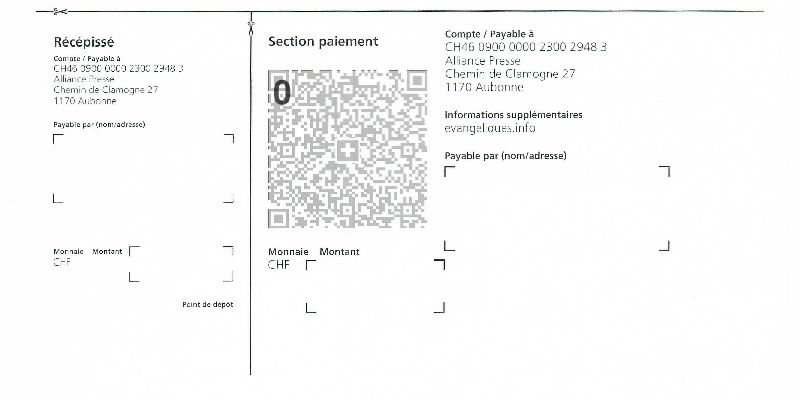 Récépissé
Compte / Payable à
CH46 0900 0000 2300 2948 3
Alliance Presse
Chemin de Clamogne 27
1170 Aubonne
Payable par (nom/adresse)
Monnaie Montant
CHF
Point de dépôt
Section paiement
0
Monnaie Montant
CHF
Compte / Payable à
CH46 0900 0000 2300 2948 3
Alliance Presse
Chemin de Clamogne 27
1170 Aubonne
Informations supplémentaires
evangeliques.info
Payable par (nom/adresse)